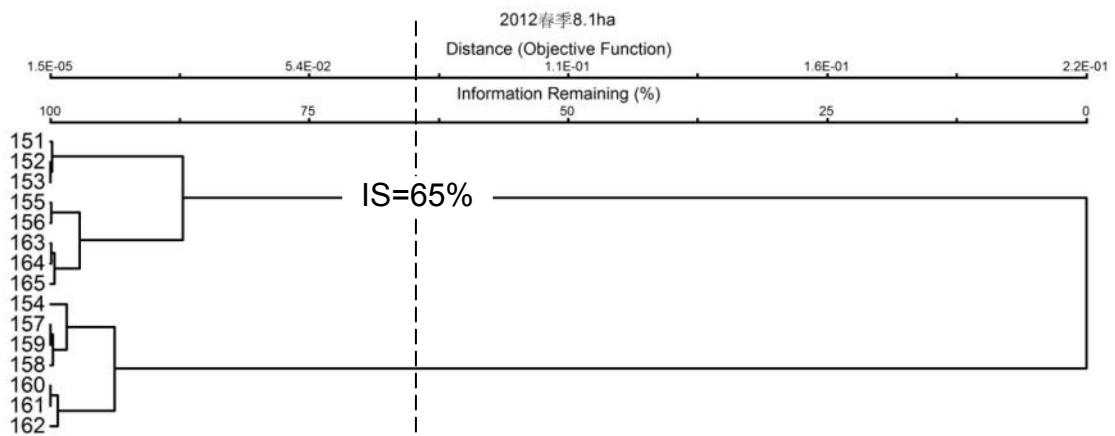 2012春季8.1ha
Distance (Objective Function)
1.5E-05 5.4E-02 1.1E-01 1.6E-01 2.2E-01
Information Remaining (%)
100 75 50 25 0
151
152
153
IS=65%
155
156
163
164
165
154
157
159
158
160
161
162